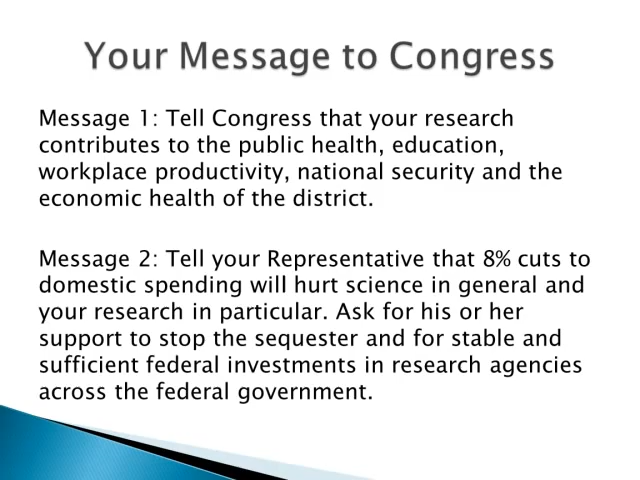 Your Message to Congress
Message 1: Tell Congress that your research
contributes to the public health, education,
workplace productivity, national security and the
economic health of the district.
Message 2: Tell your Representative that 8% cuts to
domestic spending will hurt science in general and
your research in particular. Ask for his or her
support to stop the sequester and for stable and
sufficient federal investments in research agencies
across the federal government.